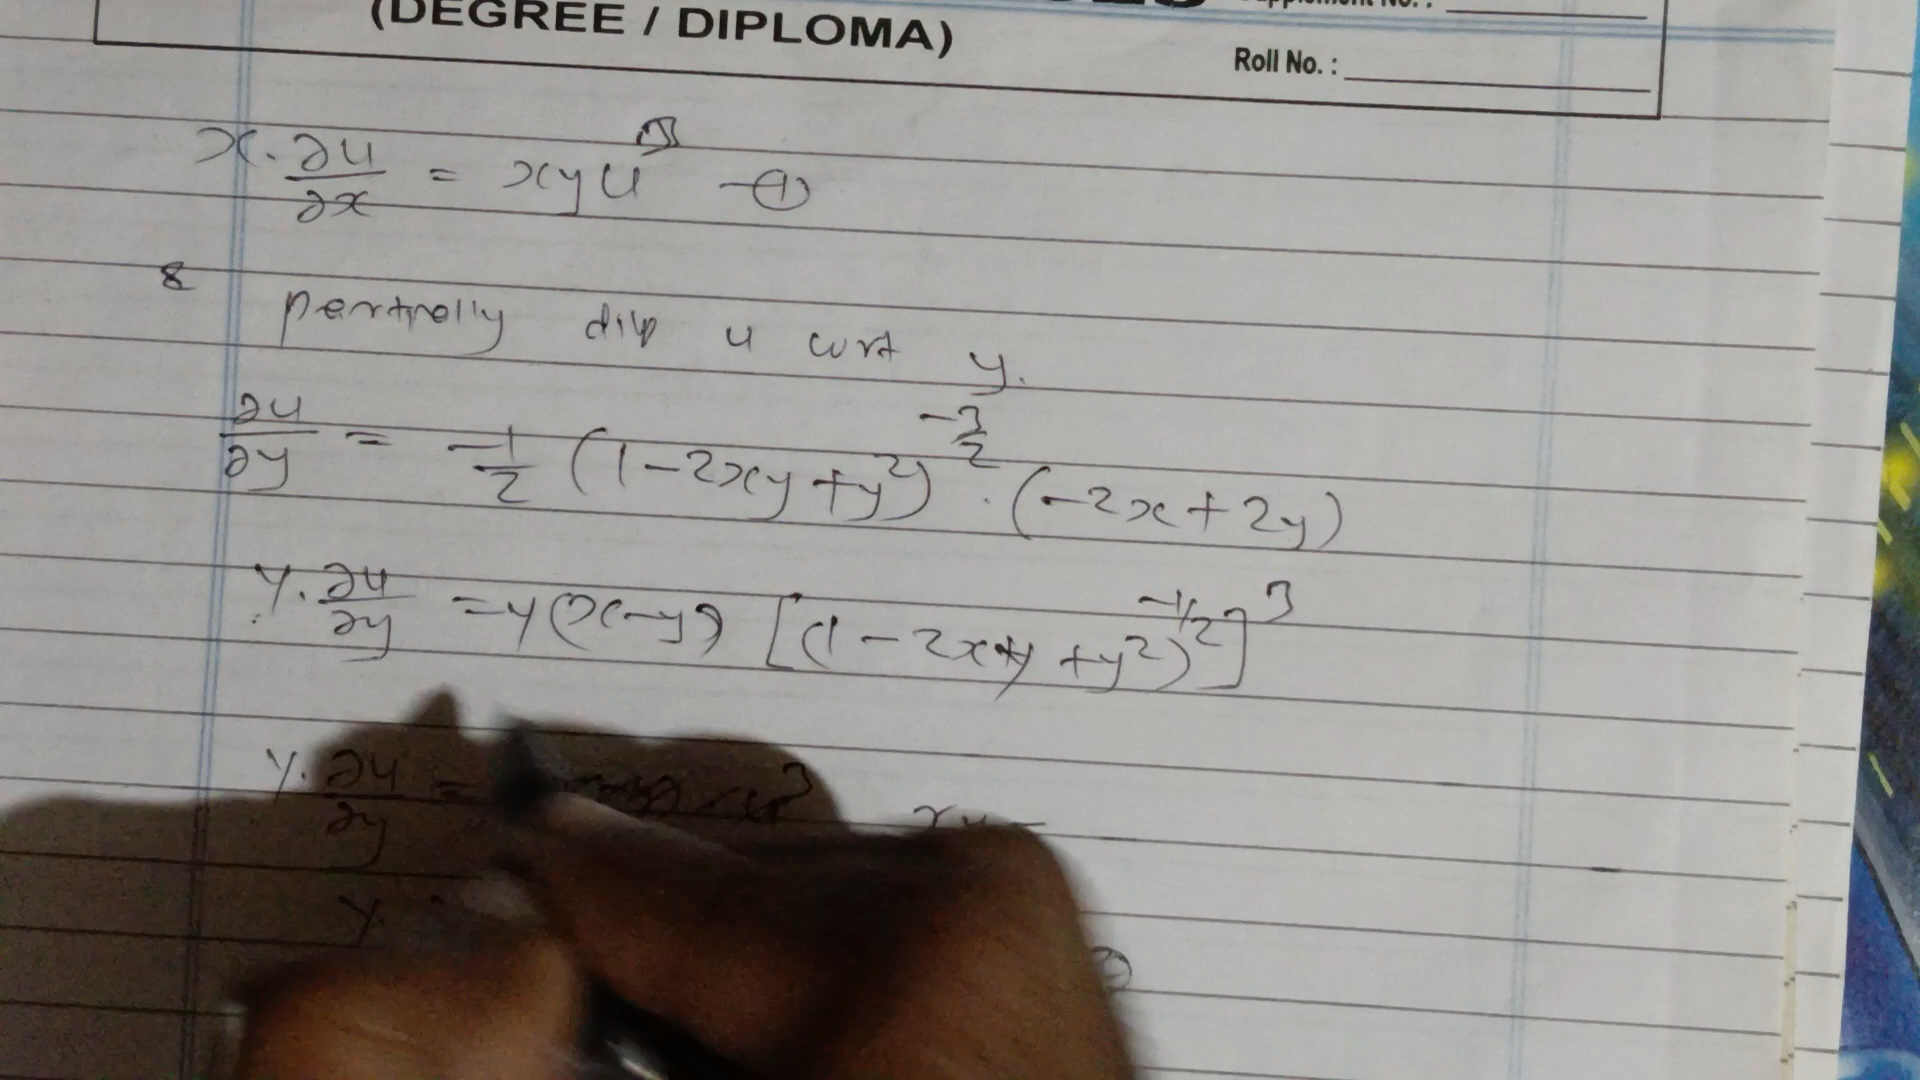 (DEGREE / DIPLOMA)
Roll No. :
x. ∂u/∂x = xyu³ —①
&
partially diff u wrt y.
∂u/∂y = -1/2 (1-2xy+y²)^(-3/2) . (-2x+2y)
y. ∂u/∂y = y(x-y) [(1-2xy+y²)^(-1/2)]³
y. ∂u/∂y =
y.